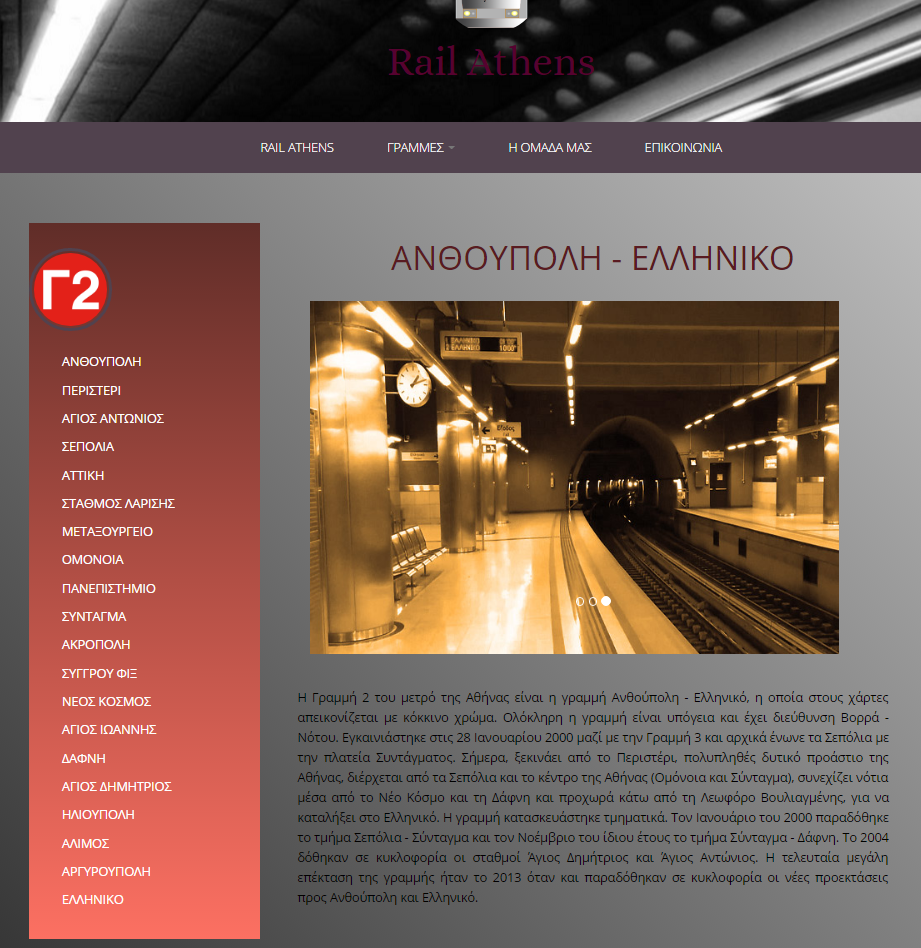 Rail Athens
RAIL ATHENS ΓΡΑΜΜΕΣ Η ΟΜΑΔΑ ΜΑΣ ΕΠΙΚΟΙΝΩΝΙΑ
Γ2
ΑΝΘΟΥΠΟΛΗ
ΠΕΡΙΣΤΕΡΙ
ΑΓΙΟΣ ΑΝΤΩΝΙΟΣ
ΣΕΠΟΛΙΑ
ΑΤΤΙΚΗ
ΣΤΑΘΜΟΣ ΛΑΡΙΣΗΣ
ΜΕΤΑΞΟΥΡΓΕΙΟ
ΟΜΟΝΟΙΑ
ΠΑΝΕΠΙΣΤΗΜΙΟ
ΣΥΝΤΑΓΜΑ
ΑΚΡΟΠΟΛΗ
ΣΥΓΓΡΟΥ ΦΙΞ
ΝΕΟΣ ΚΟΣΜΟΣ
ΑΓΙΟΣ ΙΩΑΝΝΗΣ
ΔΑΦΝΗ
ΑΓΙΟΣ ΔΗΜΗΤΡΙΟΣ
ΗΛΙΟΥΠΟΛΗ
ΑΛΙΜΟΣ
ΑΡΓΥΡΟΥΠΟΛΗ
ΕΛΛΗΝΙΚΟ
ΑΝΘΟΥΠΟΛΗ - ΕΛΛΗΝΙΚΟ
1 ΕΛΛΗΝΙΚΟ
2 ΕΛΛΗΝΙΚΟ
Έξοδος
Η Γραμμή 2 του μετρό της Αθήνας είναι η γραμμή Ανθούπολη - Ελληνικό, η οποία στους χάρτες
απεικονίζεται με κόκκινο χρώμα. Ολόκληρη η γραμμή είναι υπόγεια και έχει διεύθυνση Βορρά -
Νότου. Εγκαινιάστηκε στις 28 Ιανουαρίου 2000 μαζί με την Γραμμή 3 και αρχικά ένωνε τα Σεπόλια με
την πλατεία Συντάγματος. Σήμερα, ξεκινάει από το Περιστέρι, πολυπληθές δυτικό προάστιο της
Αθήνας, διέρχεται από τα Σεπόλια και το κέντρο της Αθήνας (Ομόνοια και Σύνταγμα), συνεχίζει νότια
μέσα από το Νέο Κόσμο και τη Δάφνη και προχωρά κάτω από τη Λεωφόρο Βουλιαγμένης, για να
καταλήξει στο Ελληνικό. Η γραμμή κατασκευάστηκε τμηματικά. Τον Ιανουάριο του 2000 παραδόθηκε
το τμήμα Σεπόλια - Σύνταγμα και τον Νοέμβριο του ίδιου έτους το τμήμα Σύνταγμα - Δάφνη. Το 2004
δόθηκαν σε κυκλοφορία οι σταθμοί Άγιος Δημήτριος και Άγιος Αντώνιος. Η τελευταία μεγάλη
επέκταση της γραμμής ήταν το 2013 όταν και παραδόθηκαν σε κυκλοφορία οι νέες προεκτάσεις
προς Ανθούπολη και Ελληνικό.